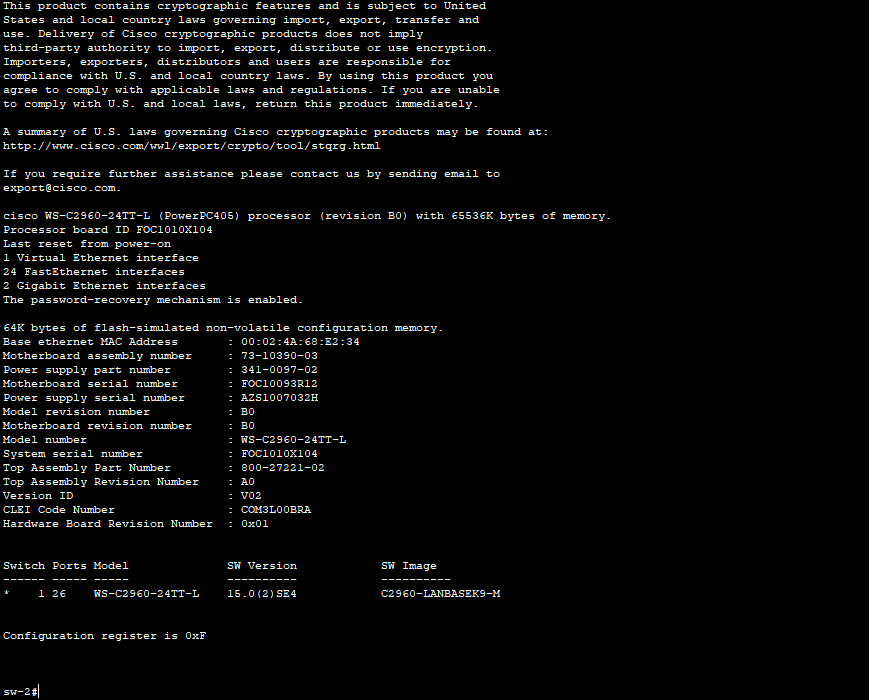 This product contains cryptographic features and is subject to United
States and local country laws governing import, export, transfer and
use. Delivery of Cisco cryptographic products does not imply
third-party authority to import, export, distribute or use encryption.
Importers, exporters, distributors and users are responsible for
compliance with U.S. and local country laws. By using this product you
agree to comply with applicable laws and regulations. If you are unable
to comply with U.S. and local laws, return this product immediately.
A summary of U.S. laws governing Cisco cryptographic products may be found at:
http://www.cisco.com/wwl/export/crypto/tool/stqrg.html
If you require further assistance please contact us by sending email to
export@cisco.com.
cisco WS-C2960-24TT-L (PowerPC405) processor (revision B0) with 65536K bytes of memory.
Processor board ID FOC1010X104
Last reset from power-on
1 Virtual Ethernet interface
24 FastEthernet interfaces
2 Gigabit Ethernet interfaces
The password-recovery mechanism is enabled.
64K bytes of flash-simulated non-volatile configuration memory.
Base ethernet MAC Address       : 00:02:4A:68:E2:34
Motherboard assembly number     : 73-10390-03
Power supply part number        : 341-0097-02
Motherboard serial number       : FOC10093R12
Power supply serial number      : AZS1007032H
Model revision number           : B0
Motherboard revision number     : B0
Model number                    : WS-C2960-24TT-L
System serial number            : FOC1010X104
Top Assembly Part Number        : 800-27221-02
Top Assembly Revision Number    : A0
Version ID                      : V02
CLEI Code Number                : COM3L00BRA
Hardware Board Revision Number  : 0x01
Switch Ports Model              SW Version            SW Image
------ ----- -----              ----------            ----------
*    1 26    WS-C2960-24TT-L    15.0(2)SE4            C2960-LANBASEK9-M
Configuration register is 0xF
sw-2#